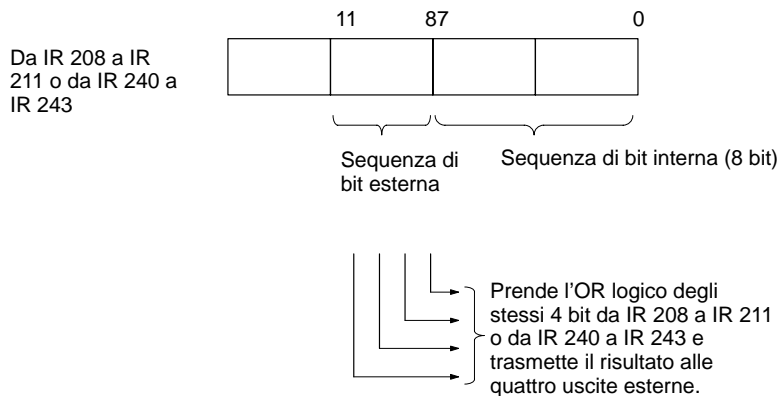 11 87 0
Da IR 208 a IR
211 o da IR 240 a
IR 243
Sequenza di
bit esterna
Sequenza di bit interna (8 bit)
Prende l'OR logico degli
stessi 4 bit da IR 208 a IR 211
o da IR 240 a IR 243 e
trasmette il risultato alle
quattro uscite esterne.